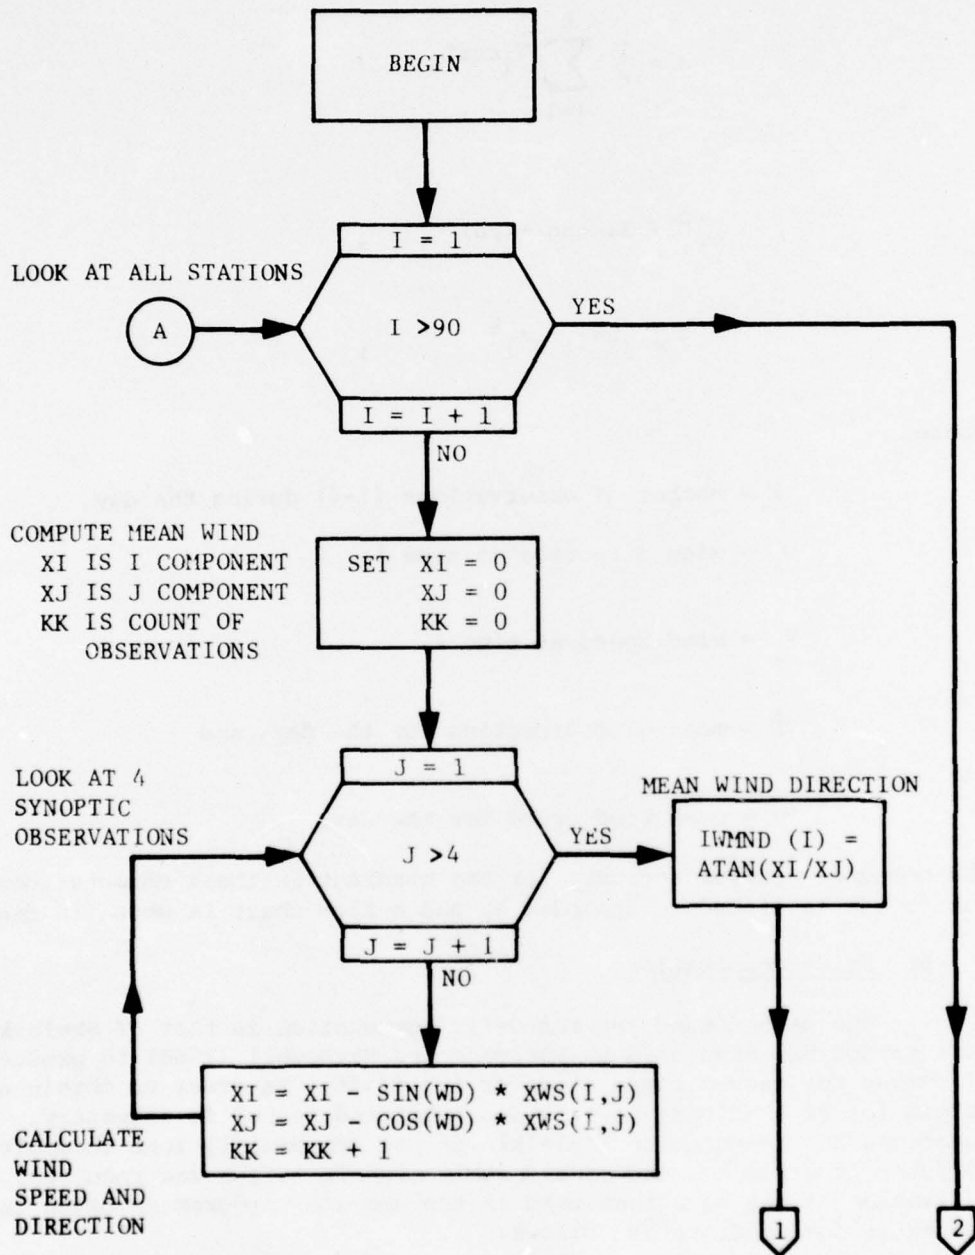 BEGIN
I = 1
LOOK AT ALL STATIONS
A
I >90
YES
I = I + 1
NO
COMPUTE MEAN WIND
XI IS I COMPONENT
XJ IS J COMPONENT
KK IS COUNT OF
OBSERVATIONS
SET XI = 0
XJ = 0
KK = 0
J = 1
LOOK AT 4
SYNOPTIC
OBSERVATIONS
J >4
YES
MEAN WIND DIRECTION
IWMND (I) =
ATAN(XI/XJ)
J = J + 1
NO
XI = XI - SIN(WD) * XWS(I,J)
XJ = XJ - COS(WD) * XWS(I,J)
KK = KK + 1
CALCULATE
WIND
SPEED AND
DIRECTION
1
2